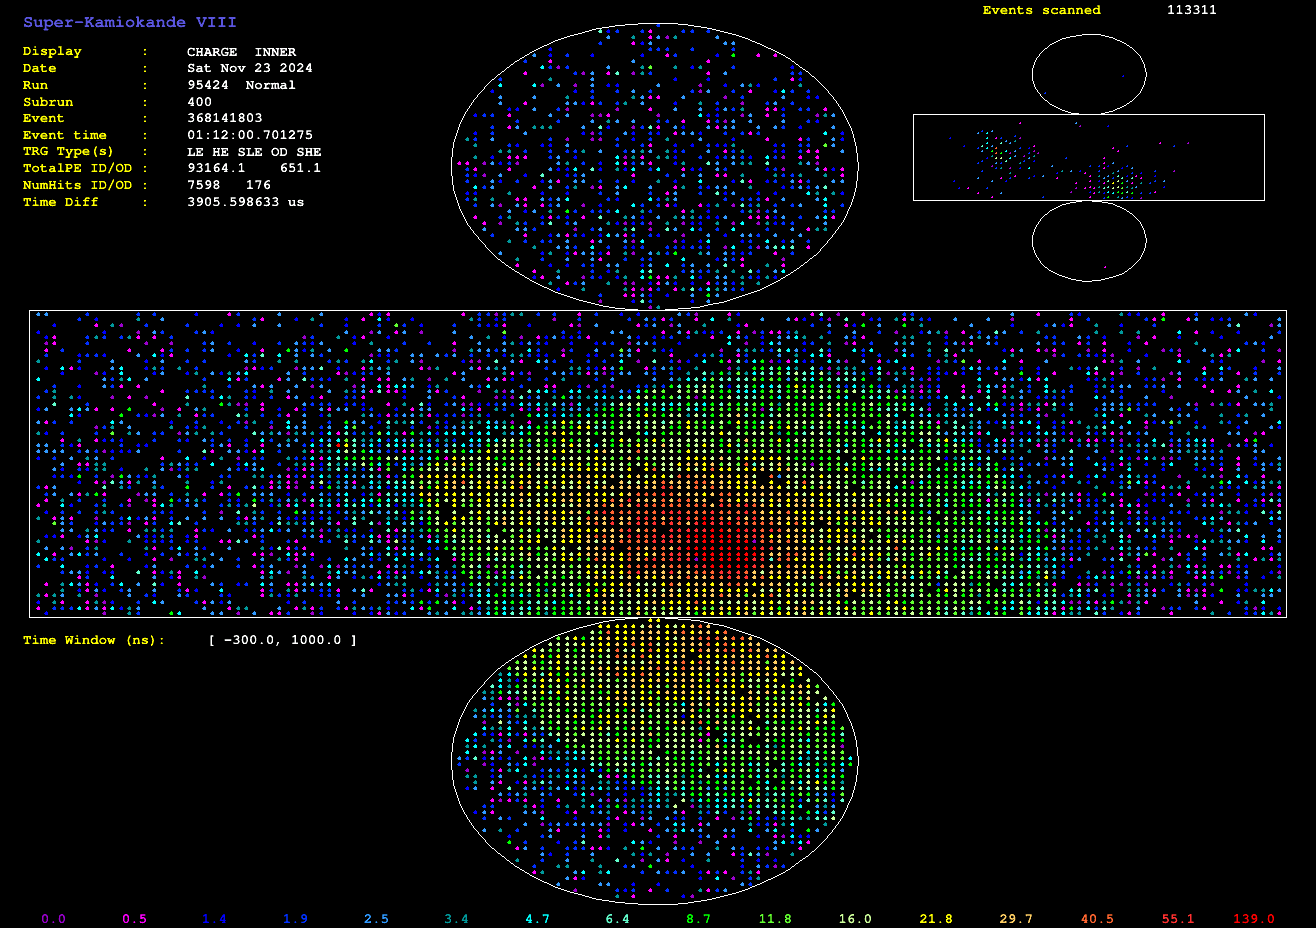 Super-Kamiokande VIII
Events scanned 113311
Display : CHARGE INNER
Date : Sat Nov 23 2024
Run : 95424 Normal
Subrun : 400
Event : 368141803
Event time : 01:12:00.701275
TRG Type(s) : LE HE SLE OD SHE
TotalPE ID/OD : 93164.1 651.1
NumHits ID/OD : 7598 176
Time Diff : 3905.598633 us
Time Window (ns): [ -300.0, 1000.0 ]
0.0 0.5 1.4 1.9 2.5 3.4 4.7 6.4 8.7 11.8 16.0 21.8 29.7 40.5 55.1 139.0